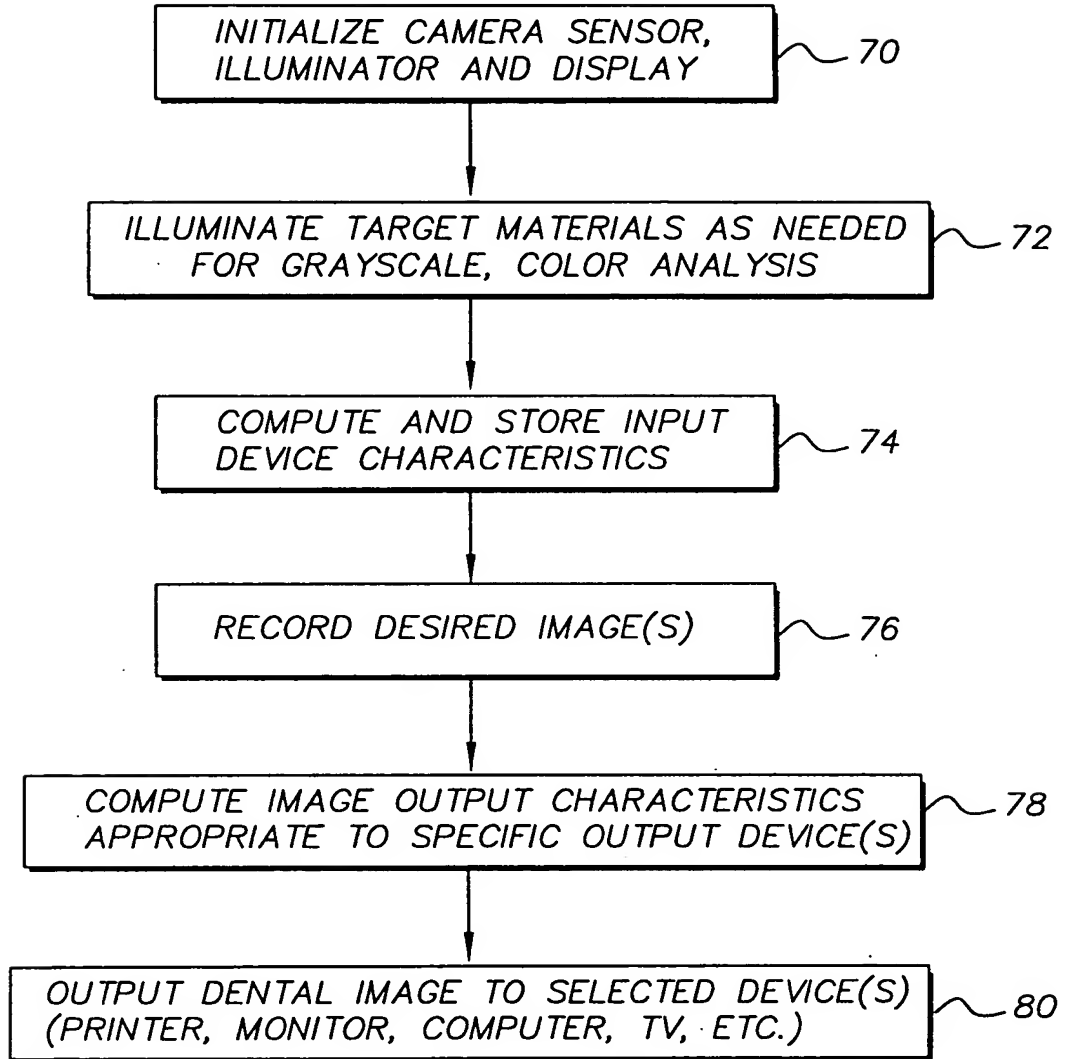 INITIALIZE CAMERA SENSOR,
ILLUMINATOR AND DISPLAY
70
ILLUMINATE TARGET MATERIALS AS NEEDED
FOR GRAYSCALE, COLOR ANALYSIS
72
COMPUTE AND STORE INPUT
DEVICE CHARACTERISTICS
74
RECORD DESIRED IMAGE(S)
76
COMPUTE IMAGE OUTPUT CHARACTERISTICS
APPROPRIATE TO SPECIFIC OUTPUT DEVICE(S)
78
OUTPUT DENTAL IMAGE TO SELECTED DEVICE(S)
(PRINTER, MONITOR, COMPUTER, TV, ETC.)
80